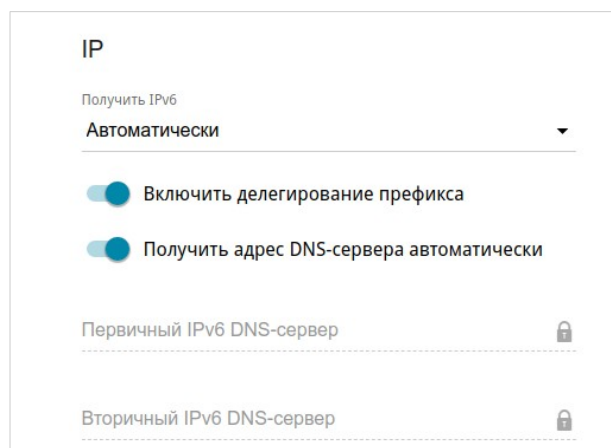 IP
Получить IPv6
Автоматически
Включить делегирование префикса
Получить адрес DNS-сервера автоматически
Первичный IPv6 DNS-сервер
Вторичный IPv6 DNS-сервер